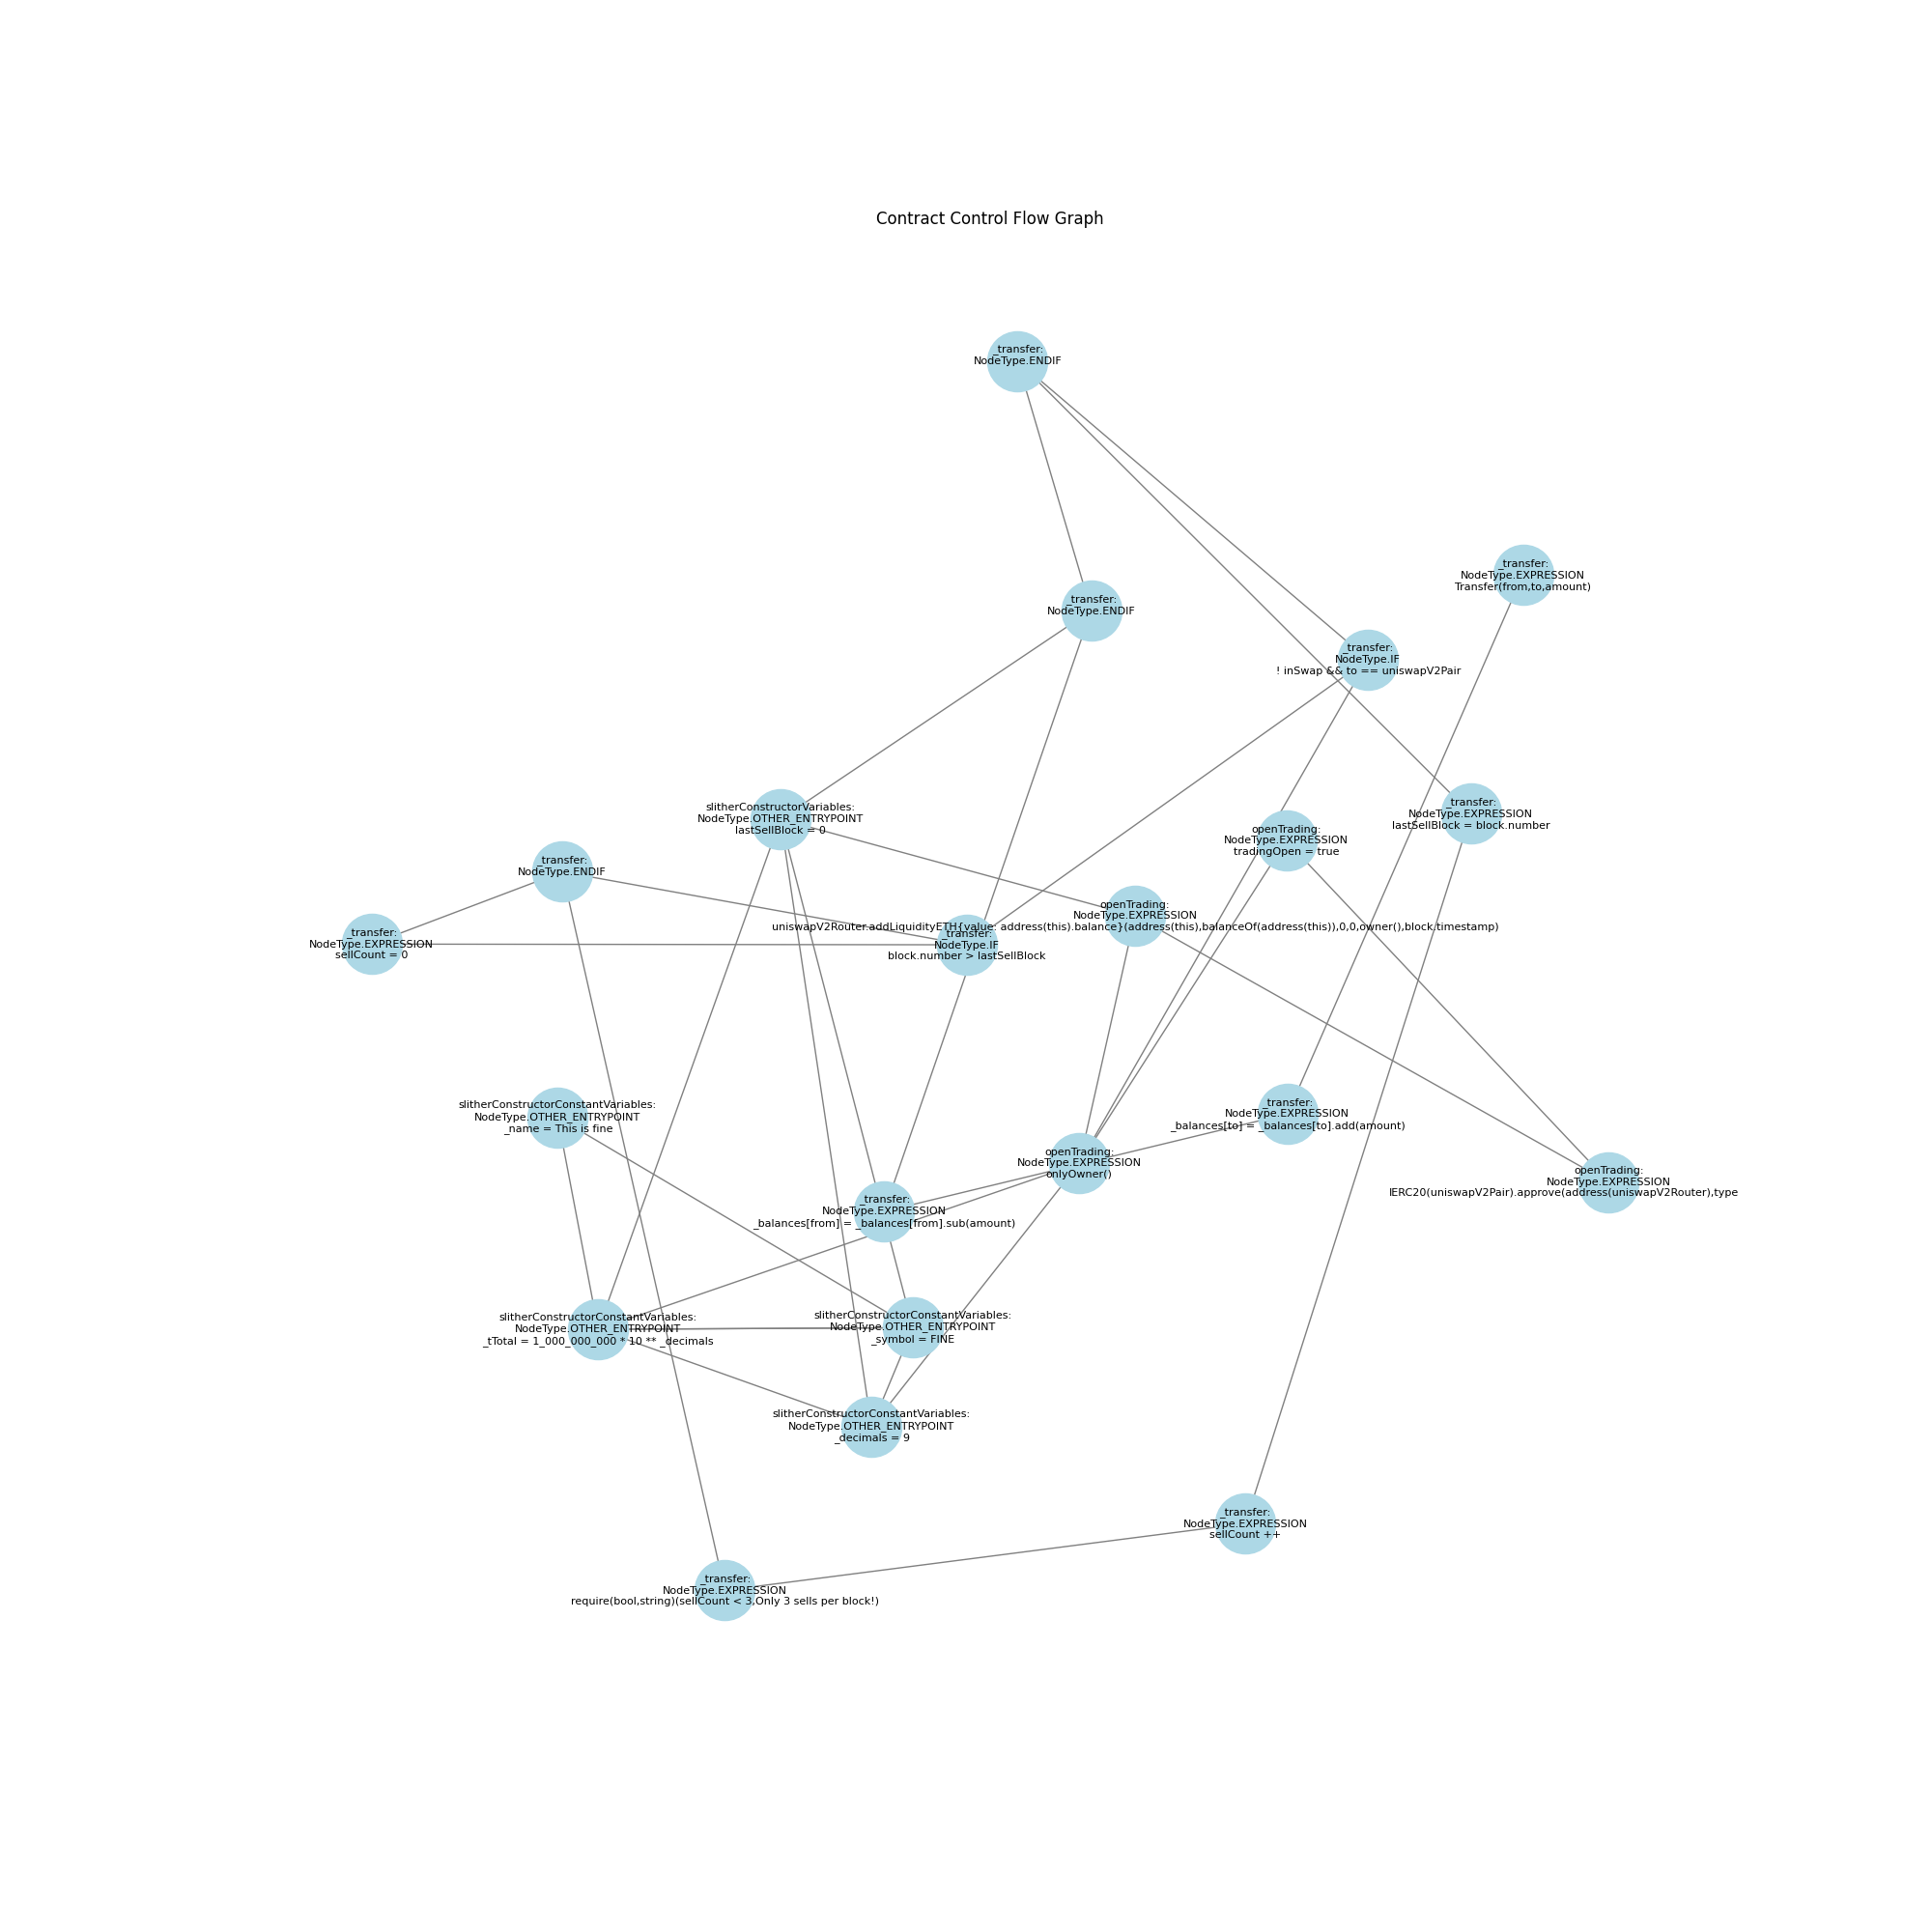 Contract Control Flow Graph
_transfer:
NodeType.ENDIF
_transfer:
NodeType.EXPRESSION
Transfer(from,to,amount)
_transfer:
NodeType.ENDIF
_transfer:
NodeType.IF
! inSwap && to == uniswapV2Pair
slitherConstructorVariables:
NodeType.OTHER_ENTRYPOINT
lastSellBlock = 0
_transfer:
NodeType.EXPRESSION
lastSellBlock = block.number
openTrading:
NodeType.EXPRESSION
tradingOpen = true
_transfer:
NodeType.ENDIF
openTrading:
NodeType.EXPRESSION
uniswapV2Router.addLiquidityETH{value: address(this).balance}(address(this),balanceOf(address(this)),0,0,owner(),block.timestamp)
_transfer:
NodeType.EXPRESSION
sellCount = 0
_transfer:
NodeType.IF
block.number > lastSellBlock
slitherConstructorConstantVariables:
NodeType.OTHER_ENTRYPOINT
_name = This is fine
_transfer:
NodeType.EXPRESSION
_balances[to] = _balances[to].add(amount)
openTrading:
NodeType.EXPRESSION
onlyOwner()
openTrading:
NodeType.EXPRESSION
IERC20(uniswapV2Pair).approve(address(uniswapV2Router),type
_transfer:
NodeType.EXPRESSION
_balances[from] = _balances[from].sub(amount)
slitherConstructorConstantVariables:
NodeType.OTHER_ENTRYPOINT
_tTotal = 1_000_000_000 * 10 ** _decimals
slitherConstructorConstantVariables:
NodeType.OTHER_ENTRYPOINT
_symbol = FINE
slitherConstructorConstantVariables:
NodeType.OTHER_ENTRYPOINT
_decimals = 9
_transfer:
NodeType.EXPRESSION
sellCount ++
_transfer:
NodeType.EXPRESSION
require(bool,string)(sellCount < 3,Only 3 sells per block!)